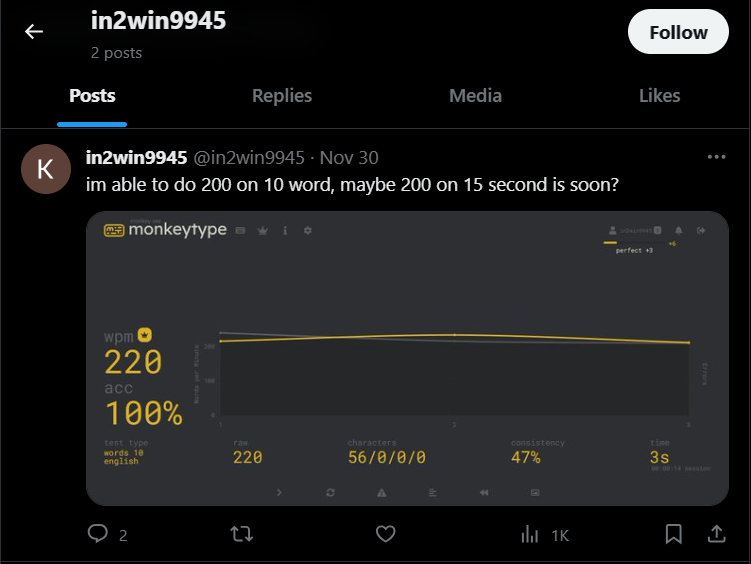 in2win9945
2 posts
Follow
Posts Replies Media Likes
K
in2win9945 @in2win9945 · Nov 30
im able to do 200 on 10 word, maybe 200 on 15 second is soon?
monkey see
monkeytype
in2win9945
+6
perfect +3
wpm
220
acc
100%
Words per Minute
200
100
0
1 2 3
Errors
test type
words 10
english
raw
220
characters
56/0/0/0
consistency
47%
time
3s
00:00:14 session
2
1K